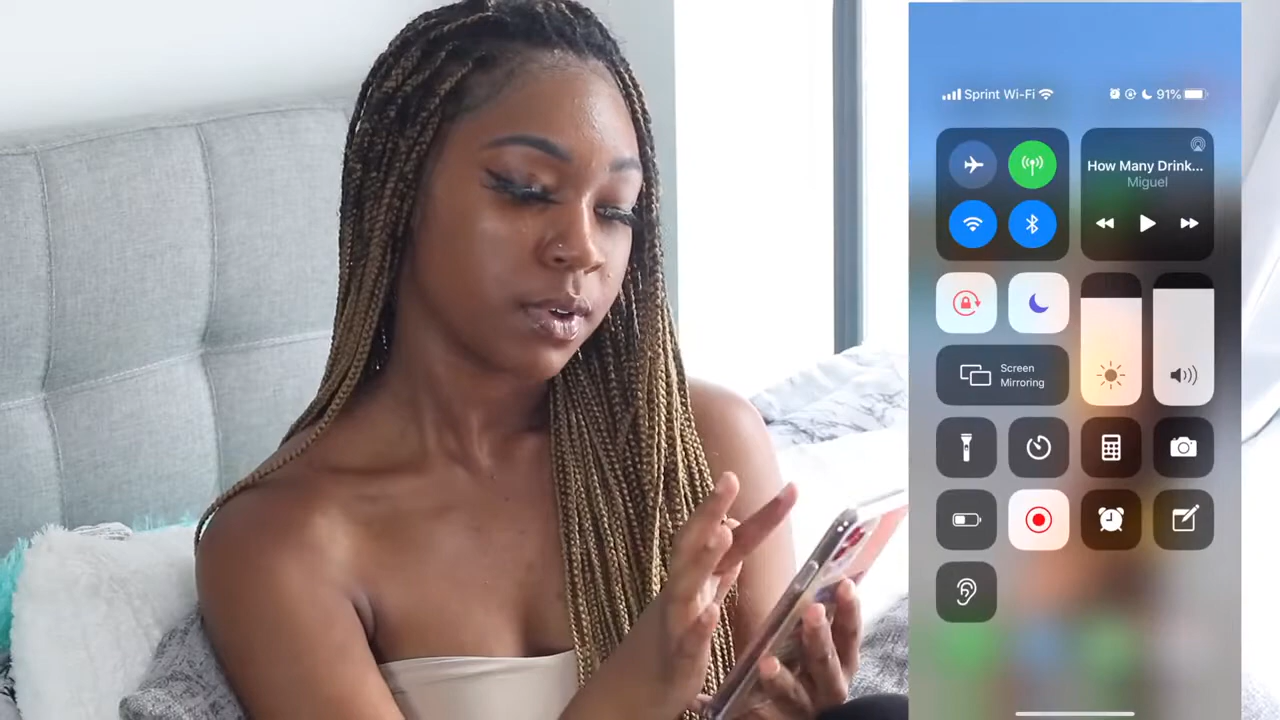 Sprint Wi-Fi 91%
How Many Drink...
Miguel
Screen
Mirroring